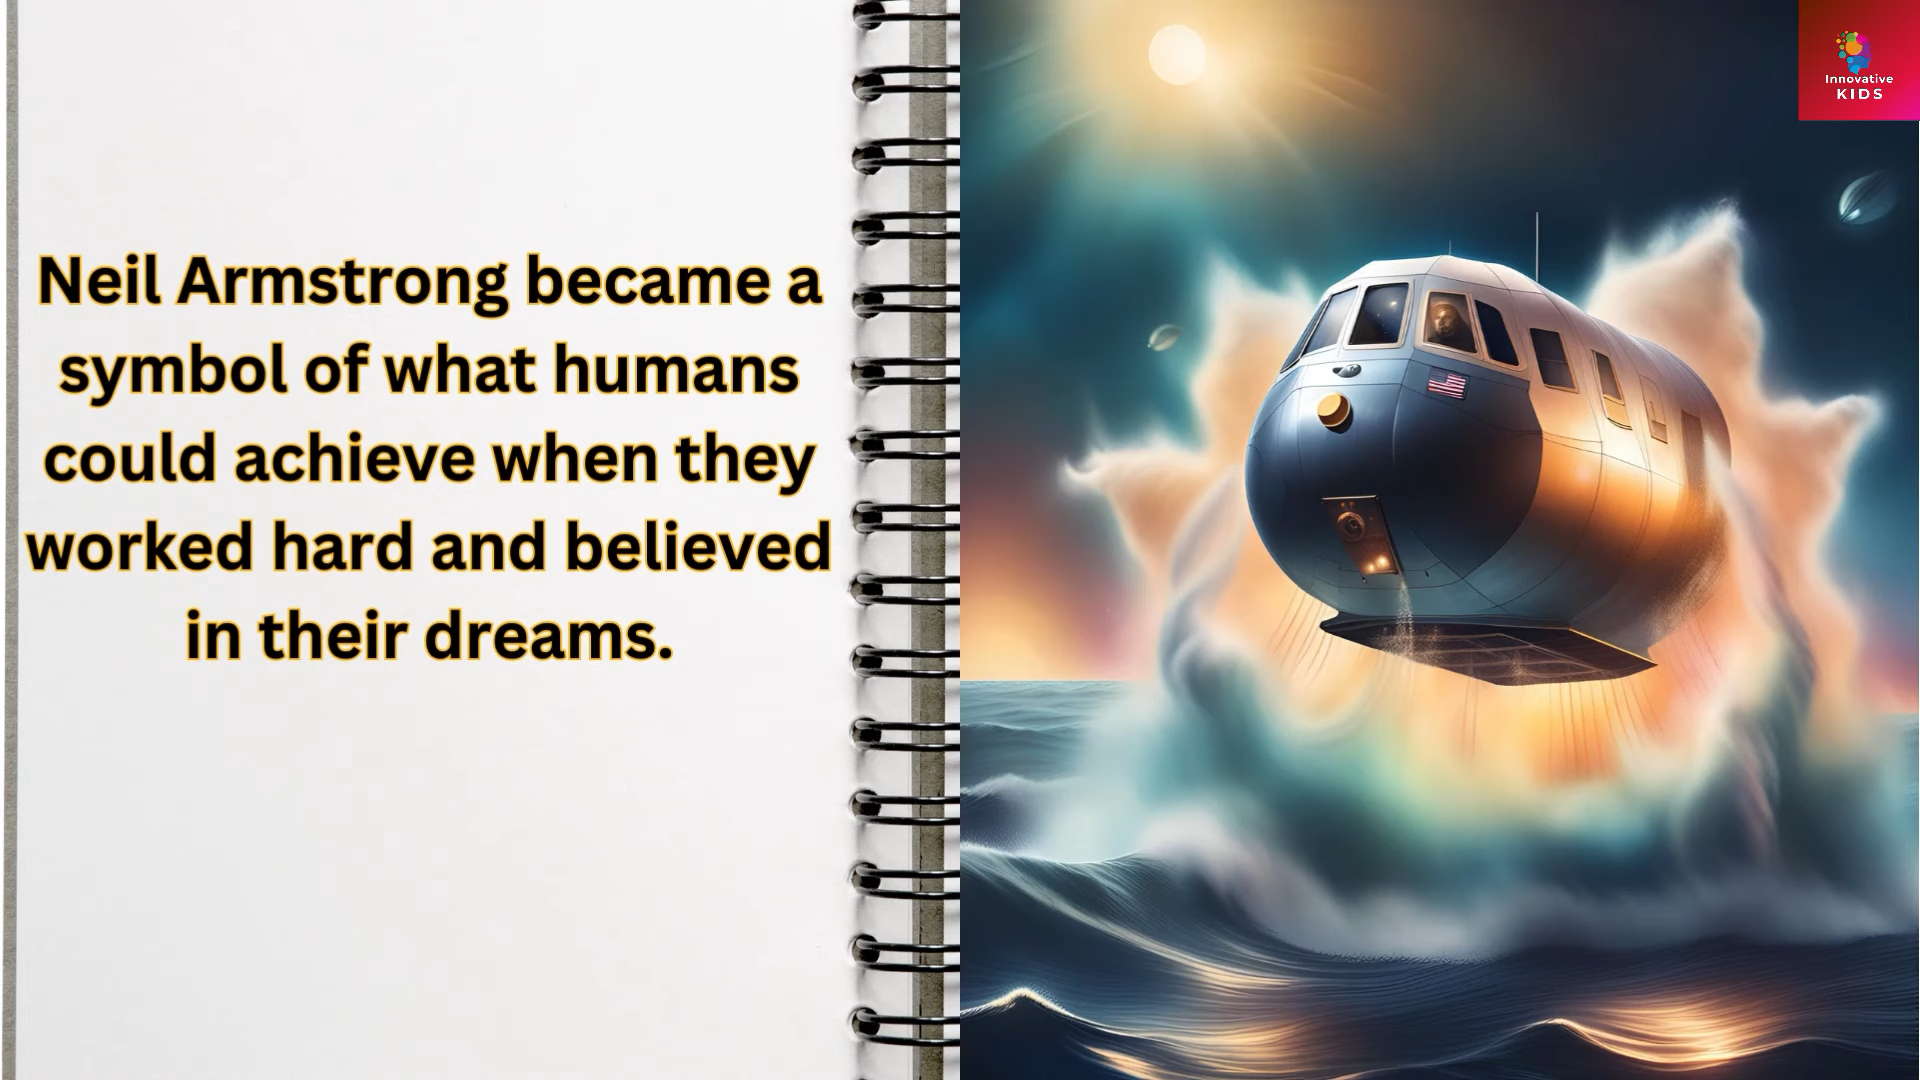 Neil Armstrong became a
symbol of what humans
could achieve when they
worked hard and believed
in their dreams.
Innovative
KIDS